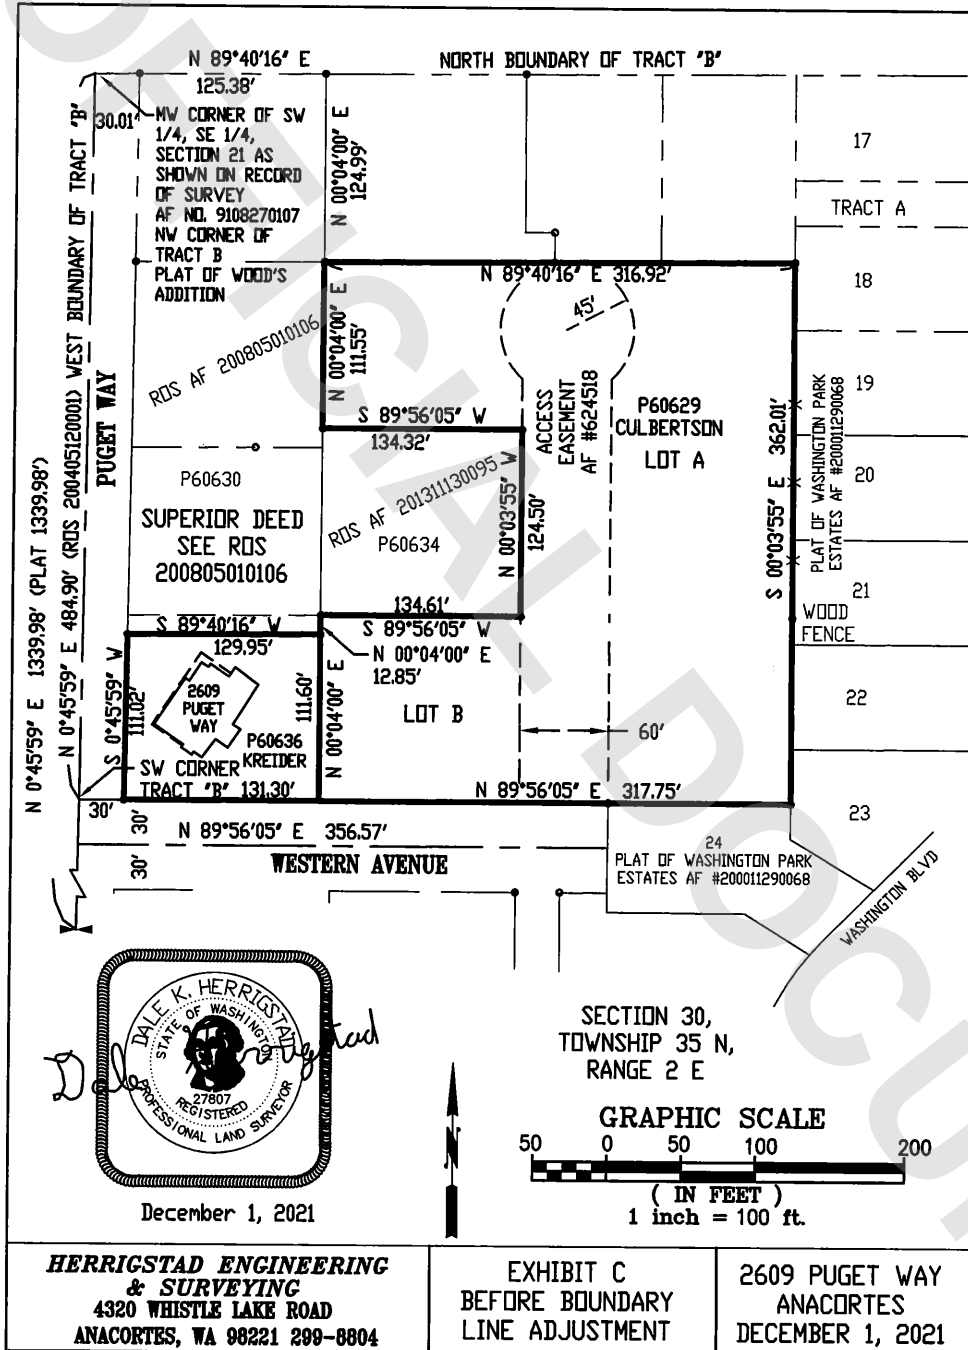 N 89°40'16" E
125.38'
NORTH BOUNDARY OF TRACT "B"
30.01'
MW CORNER OF SW
1/4, SE 1/4,
SECTION 21 AS
SHOWN ON RECORD
OF SURVEY
AF NO. 9108270107
NW CORNER OF
TRACT B
PLAT OF WOOD'S
ADDITION
N 00°04'00" E
124.99'
17
TRACT A
18
19
20
21
22
23
N 89°40'16" E 316.92'
45'
N 00°04'00" E
111.55'
ROS AF 200805010106
PUGET WAY
N 0°45'59" E 1339.98' (PLAT 1339.98')
N 0°45'59" E 484.90' (ROS 200405120001) WEST BOUNDARY OF TRACT "B"
S 89°56'05" W
134.32'
ACCESS
EASEMENT
AF #624518
P60629
CULBERTSON
LOT A
S 00°03'55" E 362.01'
PLAT OF WASHINGTON PARK
ESTATES AF #200011290068
P60630
SUPERIOR DEED
SEE ROS
200805010106
ROS AF 201311130095
P60634
N 00°03'55" W
124.50'
WOOD
FENCE
134.61'
S 89°56'05" W
S 89°40'16" W
129.95'
N 00°04'00" E
12.85'
S 0°45'59" W
111.02'
2609
PUGET
WAY
111.60'
N 00°04'00" E
LOT B
60'
P60636
KREIDER
SW CORNER
TRACT "B" 131.30'
N 89°56'05" E 317.75'
30'
30'
30'
N 89°56'05" E 356.57'
WESTERN AVENUE
24
PLAT OF WASHINGTON PARK
ESTATES AF #200011290068
WASHINGTON BLVD
DALE K. HERRIGSTAD
STATE OF WASHINGTON
27807
REGISTERED
PROFESSIONAL LAND SURVEYOR
Dale Herrigstad
December 1, 2021
N
SECTION 30,
TOWNSHIP 35 N,
RANGE 2 E
GRAPHIC SCALE
50 0 50 100 200
( IN FEET )
1 inch = 100 ft.
HERRIGSTAD ENGINEERING
& SURVEYING
4320 WHISTLE LAKE ROAD
ANACORTES, WA 98221 299-8804
EXHIBIT C
BEFORE BOUNDARY
LINE ADJUSTMENT
2609 PUGET WAY
ANACORTES
DECEMBER 1, 2021